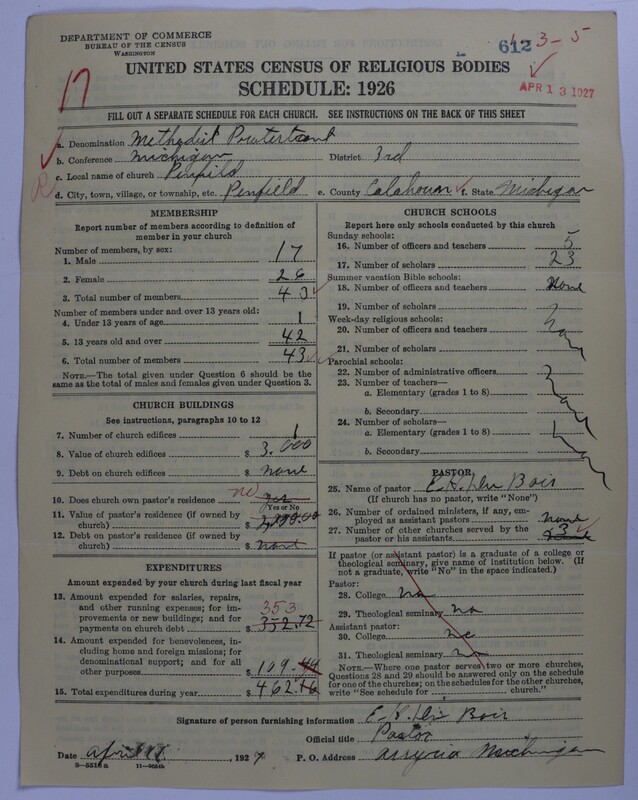 DEPARTMENT OF COMMERCE
BUREAU OF THE CENSUS
WASHINGTON
612 1-3-5
UNITED STATES CENSUS OF RELIGIOUS BODIES
SCHEDULE: 1926
APR 13 1927
17
FILL OUT A SEPARATE SCHEDULE FOR EACH CHURCH. SEE INSTRUCTIONS ON THE BACK OF THIS SHEET
a. Denomination Methodist
b. Conference Michigan District 3rd
c. Local name of church Penfield
d. City, town, village, or township, etc. Penfield e. County Calahoun f. State Michigan
MEMBERSHIP
Report number of members according to definition of
member in your church
Number of members, by sex:
1. Male 17
2. Female 26
3. Total number of members 43
Number of members under and over 13 years old:
4. Under 13 years of age 1
5. 13 years old and over 42
6. Total number of members 43
NOTE.—The total given under Question 6 should be
the same as the total of males and females given under Question 3.
CHURCH BUILDINGS
See instructions, paragraphs 10 to 12
7. Number of church edifices 1
8. Value of church edifices $ 3.000
9. Debt on church edifices $ none
10. Does church own pastor's residence no yes
Yes or No
11. Value of pastor's residence (if owned by
church) $
12. Debt on pastor's residence (if owned by
church) $ none
EXPENDITURES
Amount expended by your church during last fiscal year
13. Amount expended for salaries, repairs,
and other running expenses; for im-
provements or new buildings; and for
payments on church debt $ 352.72
353
14. Amount expended for benevolences, in-
cluding home and foreign missions; for
denominational support; and for all
other purposes $ 109.44
15. Total expenditures during year $ 462.16
CHURCH SCHOOLS
Report here only schools conducted by this church
Sunday schools:
16. Number of officers and teachers 5
17. Number of scholars 23
Summer vacation Bible schools:
18. Number of officers and teachers none
19. Number of scholars
Week-day religious schools:
20. Number of officers and teachers
21. Number of scholars
Parochial schools:
22. Number of administrative officers
23. Number of teachers—
a. Elementary (grades 1 to 8)
b. Secondary
24. Number of scholars—
a. Elementary (grades 1 to 8)
b. Secondary
PASTOR
25. Name of pastor Bois
(If church has no pastor, write "None")
26. Number of ordained ministers, if any, em-
ployed as assistant pastors none
27. Number of other churches served by the
pastor or his assistants 3
If pastor (or assistant pastor) is a graduate of a college or
theological seminary, give name of institution below. (If
not a graduate, write "No" in the space indicated.)
Pastor:
28. College no
29. Theological seminary no
Assistant pastor:
30. College no
31. Theological seminary no
NOTE.—Where one pastor serves two or more churches,
Questions 28 and 29 should be answered only on the schedule
for one of the churches; on the schedules for the other churches,
write "See schedule for church."
Signature of person furnishing information Bois
Official title Pastor
Date april , 1927 P. O. Address assyria Michigan
8—5516 a